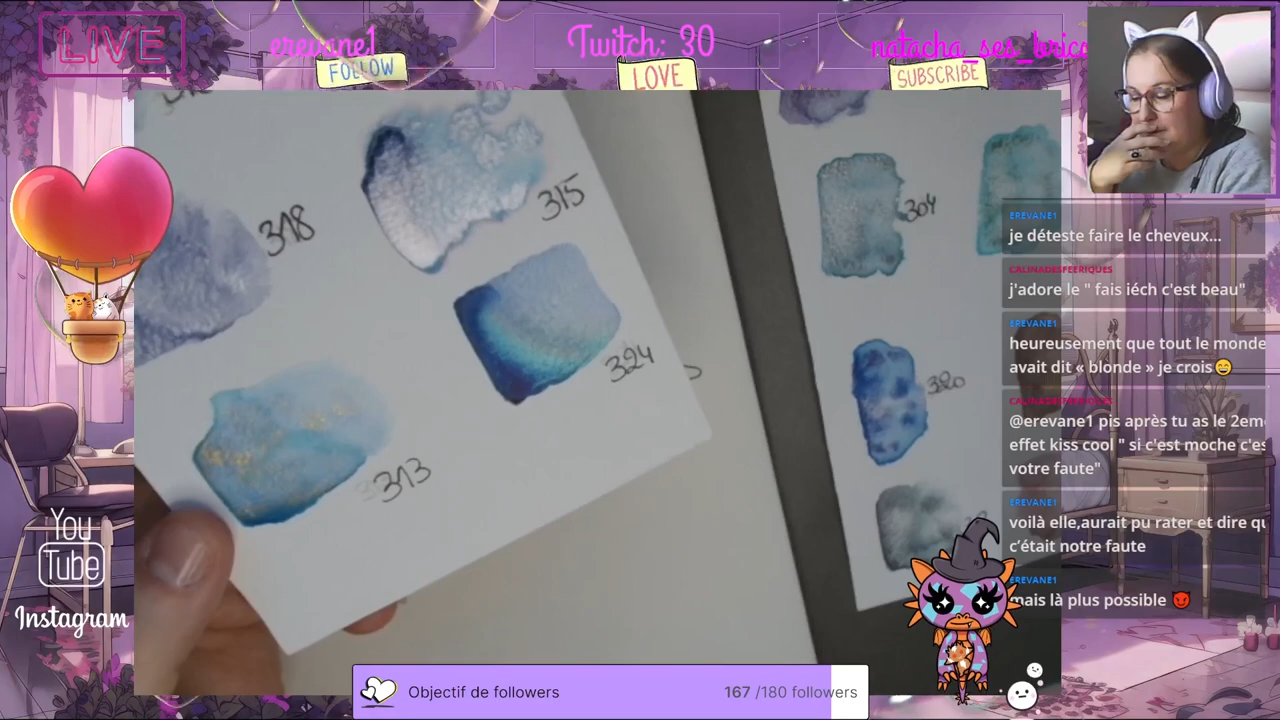 LIVE
erevane1
Twitch: 30
FOLLOW
LOVE
SUBSCRIBE
318
315
324
313
304
380
EREVANE1
je déteste faire le cheveux...
CALINADESFEERIQUES
j'adore le " fais iéch c'est beau"
EREVANE1
heureusement que tout le monde
avait dit « blonde » je crois😄
CALINADESFEERIQUES
@erevane1 pis après tu as le 2em
effet kiss cool " si c'est moche c'es
votre faute"
EREVANE1
voilà elle,aurait pu rater et dire qu
c'était notre faute
EREVANE1
mais là plus possible 😈
You
Tube
Instagram
Objectif de followers
167 /180 followers